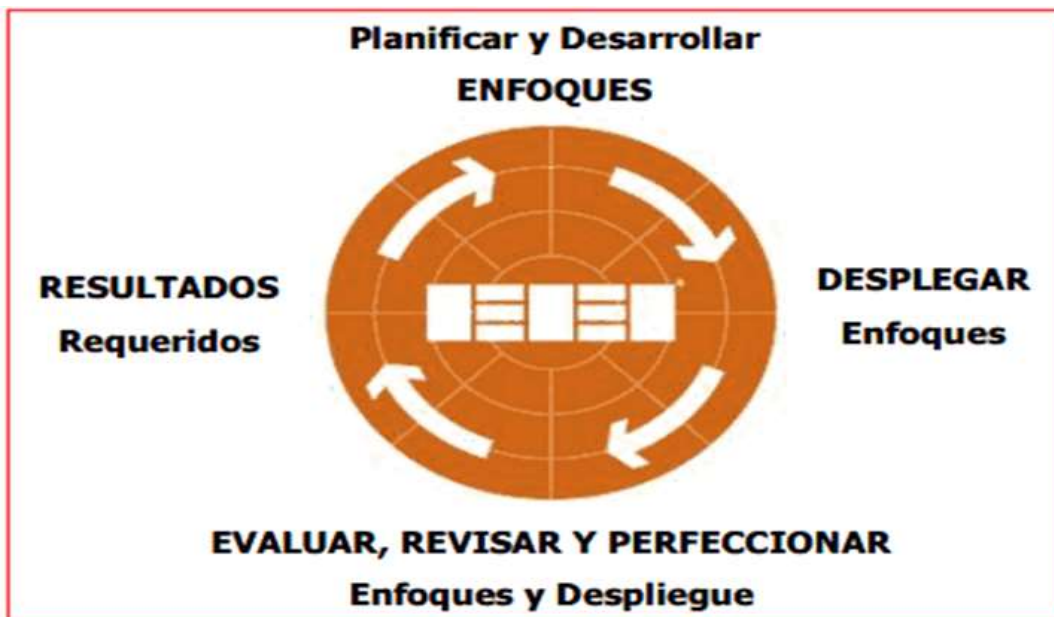 Planificar y Desarrollar
ENFOQUES
RESULTADOS
Requeridos
DESPLEGAR
Enfoques
EVALUAR, REVISAR Y PERFECCIONAR
Enfoques y Despliegue